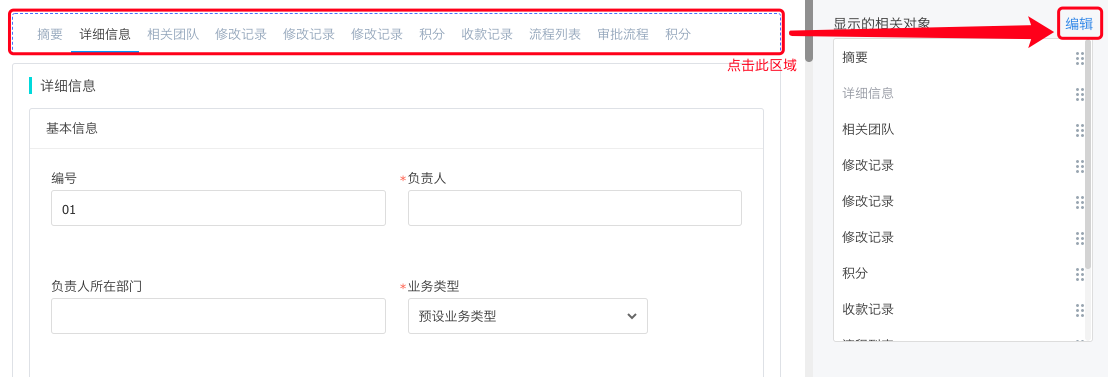 摘要 详细信息 相关团队 修改记录 修改记录 修改记录 积分 收款记录 流程列表 审批流程 积分
点击此区域
详细信息
基本信息
编号
*负责人
01
负责人所在部门
*业务类型
预设业务类型
显示的相关对象
编辑
摘要
详细信息
相关团队
修改记录
修改记录
修改记录
积分
收款记录